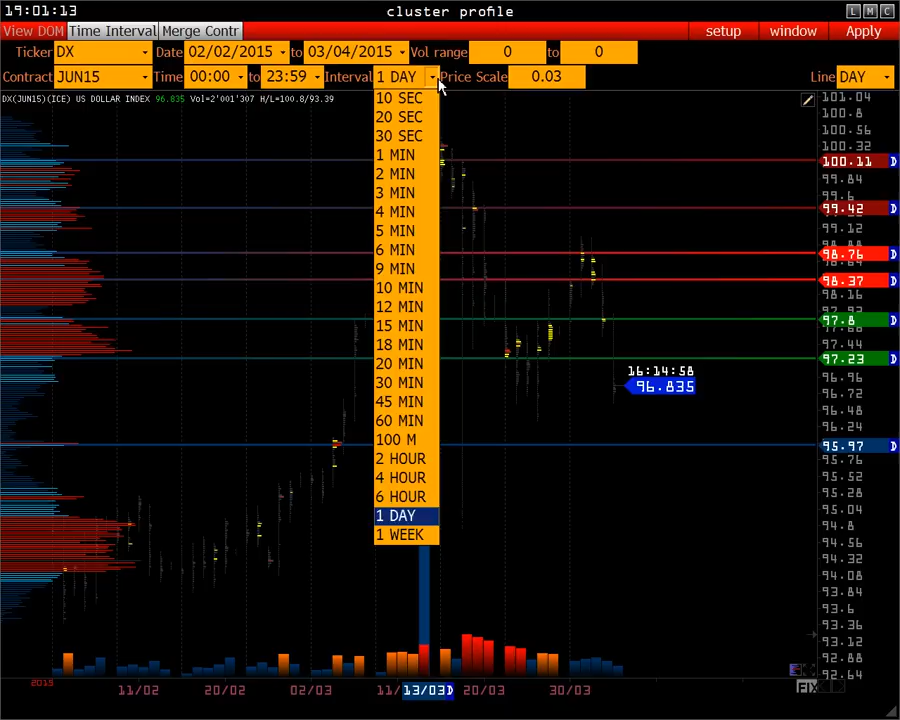 19:01:13 cluster profile L M C
View DOM Time Interval Merge Contr setup window Apply
Ticker DX Date 02/02/2015 to 03/04/2015 Vol range 0 to 0
Contract JUN15 Time 00:00 to 23:59 Interval 1 DAY Price Scale 0.03 Line DAY
DX(JUN15)(ICE) US DOLLAR INDEX 96.835 Vol=2'001'307 H/L=100.8/93.39
10 SEC
20 SEC
30 SEC
1 MIN
2 MIN
3 MIN
4 MIN
5 MIN
6 MIN
9 MIN
10 MIN
12 MIN
15 MIN
18 MIN
20 MIN
30 MIN
45 MIN
60 MIN
100 M
2 HOUR
4 HOUR
6 HOUR
1 DAY
1 WEEK
16:14:58
96.835
101.04
100.8
100.56
100.32
100.11 D
99.84
99.6
99.42 D
99.12
98.76 D
98.64
98.37 D
98.16
97.92
97.8 D
97.44
97.23 D
96.96
96.72
96.48
96.24
95.97 D
95.76
95.52
95.28
95.04
94.8
94.56
94.32
94.08
93.84
93.6
93.36
93.12
92.88
92.64
2015 11/02 20/02 02/03 11/ 13/03 D 20/03 30/03
FIX